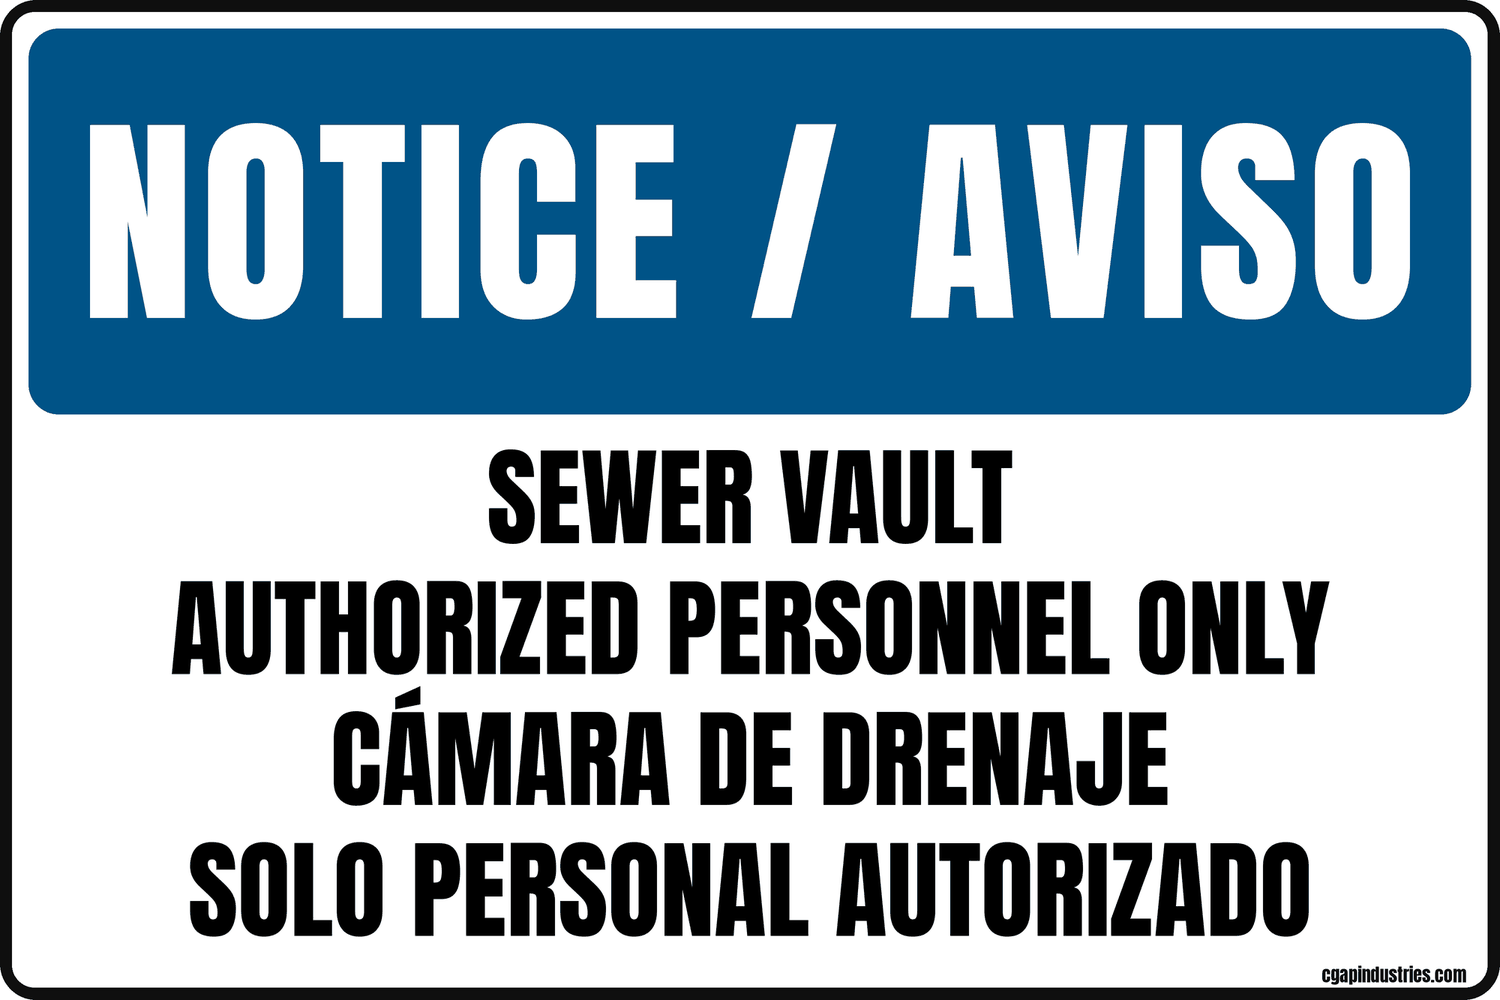 NOTICE / AVISO
SEWER VAULT
AUTHORIZED PERSONNEL ONLY
CÁMARA DE DRENAJE
SOLO PERSONAL AUTORIZADO
cgapindustries.com